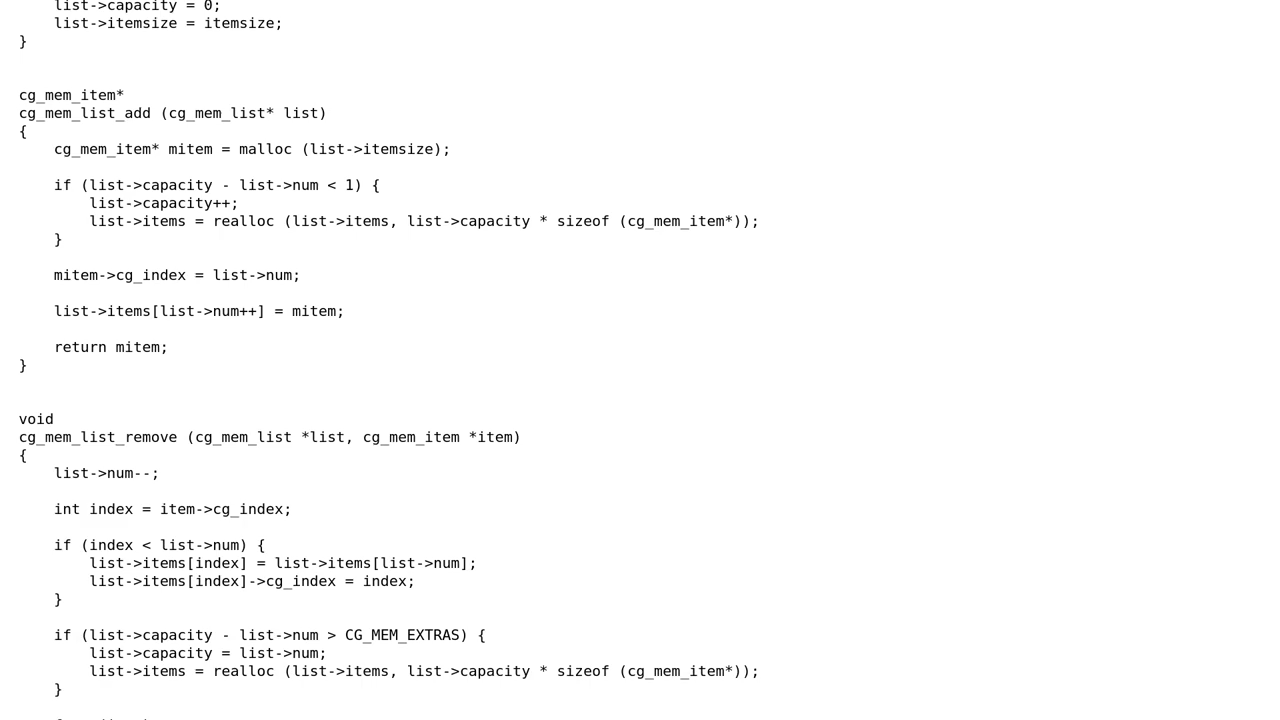 list->capacity = 0;
    list->itemsize = itemsize;
}


cg_mem_item*
cg_mem_list_add (cg_mem_list* list)
{
    cg_mem_item* mitem = malloc (list->itemsize);

    if (list->capacity - list->num < 1) {
        list->capacity++;
        list->items = realloc (list->items, list->capacity * sizeof (cg_mem_item*));
    }

    mitem->cg_index = list->num;

    list->items[list->num++] = mitem;

    return mitem;
}


void
cg_mem_list_remove (cg_mem_list *list, cg_mem_item *item)
{
    list->num--;

    int index = item->cg_index;

    if (index < list->num) {
        list->items[index] = list->items[list->num];
        list->items[index]->cg_index = index;
    }

    if (list->capacity - list->num > CG_MEM_EXTRAS) {
        list->capacity = list->num;
        list->items = realloc (list->items, list->capacity * sizeof (cg_mem_item*));
    }